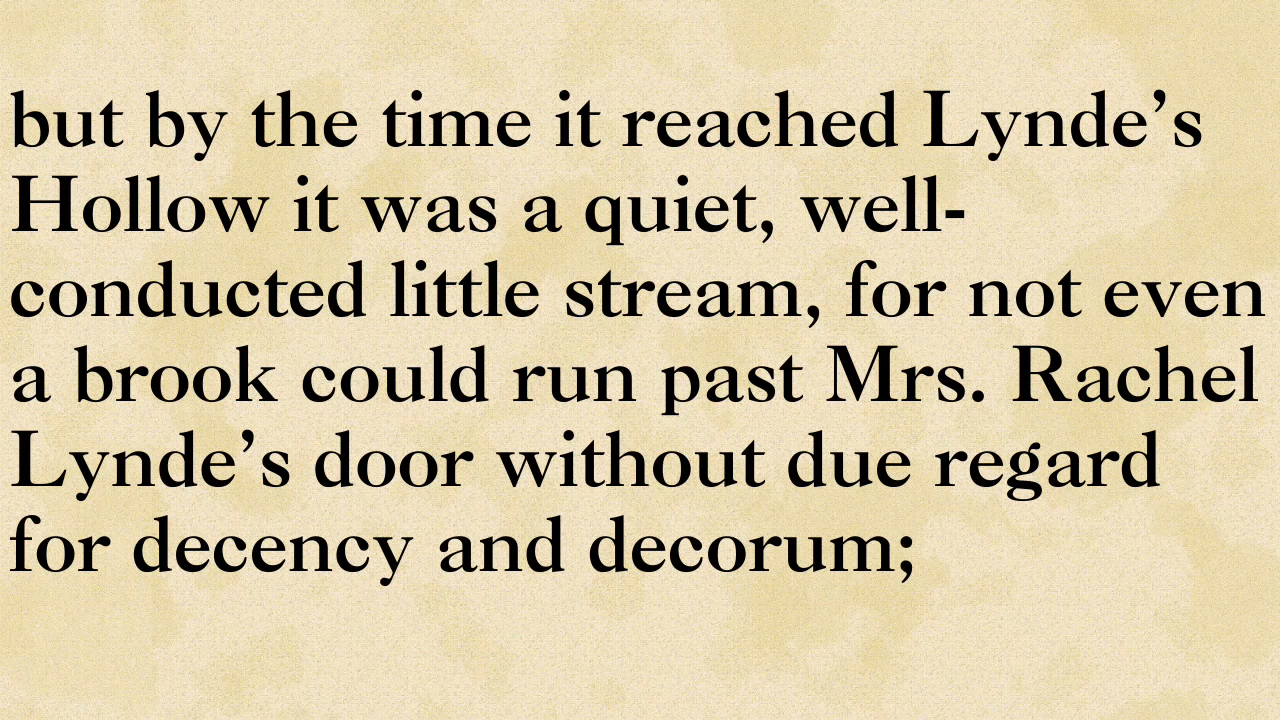 but by the time it reached Lynde’s
Hollow it was a quiet, well-
conducted little stream, for not even
a brook could run past Mrs. Rachel
Lynde’s door without due regard
for decency and decorum;